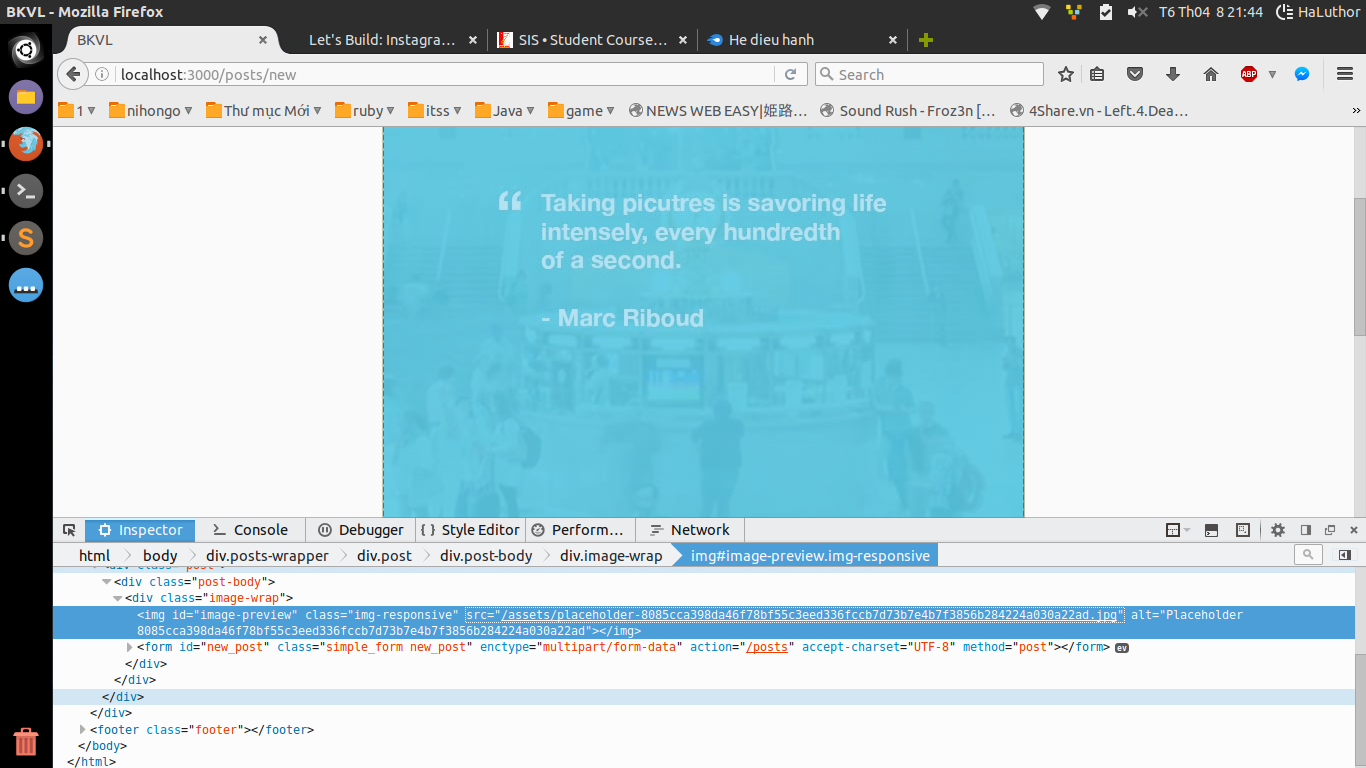 BKVL - Mozilla Firefox
T6 Th04 8 21:44 HaLuthor
BKVL
Let's Build: Instagra…
SIS • Student Course…
He dieu hanh
localhost:3000/posts/new
Search
ABP
1
nihongo
Thư mục Mới
ruby
itss
Java
game
NEWS WEB EASY|姫路…
Sound Rush - Froz3n […
4Share.vn - Left.4.Dea…
“ Taking picutres is savoring life
intensely, every hundredth
of a second.
- Marc Riboud
Inspector
Console
Debugger
{ } Style Editor
Perform…
Network
html
body
div.posts-wrapper
div.post
div.post-body
div.image-wrap
img#image-preview.img-responsive
<div class="post">
<div class="post-body">
<div class="image-wrap">
<img id="image-preview" class="img-responsive" src="/assets/placeholder-8085cca398da46f78bf55c3eed336fccb7d73b7e4b7f3856b284224a030a22ad.jpg" alt="Placeholder
8085cca398da46f78bf55c3eed336fccb7d73b7e4b7f3856b284224a030a22ad"></img>
<form id="new_post" class="simple_form new_post" enctype="multipart/form-data" action="/posts" accept-charset="UTF-8" method="post"></form> ev
</div>
</div>
</div>
</div>
<footer class="footer"></footer>
</body>
</html>